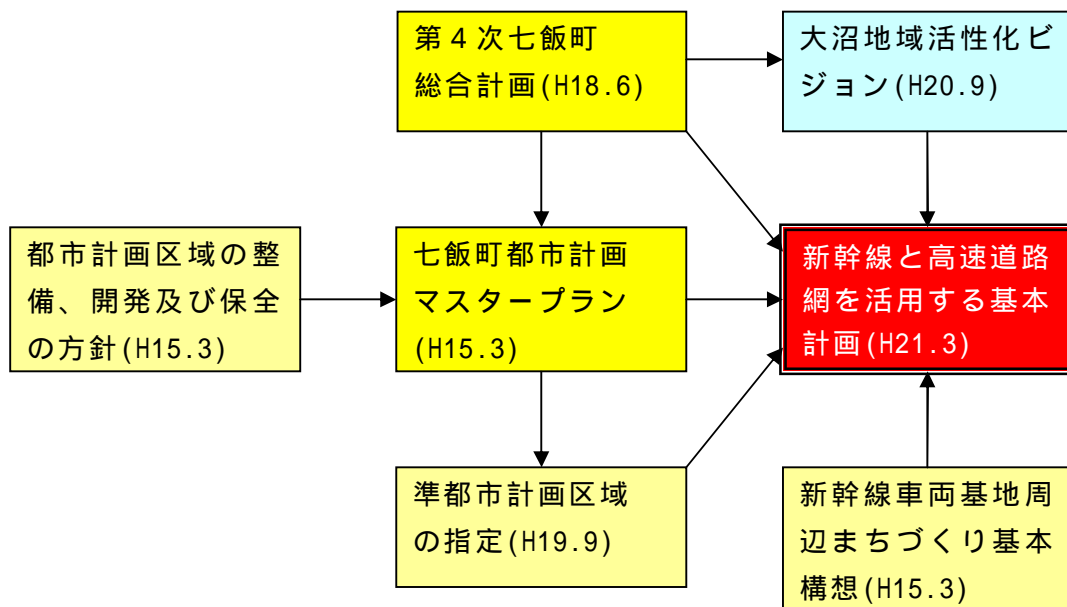 第４次七飯町
総合計画(H18.6)
大沼地域活性化ビ
ジョン(H20.9)
都市計画区域の整
備、開発及び保全
の方針(H15.3)
七飯町都市計画
マスタープラン
(H15.3)
新幹線と高速道路
網を活用する基本
計画(H21.3)
準都市計画区域
の指定(H19.9)
新幹線車両基地周
辺まちづくり基本
構想(H15.3)